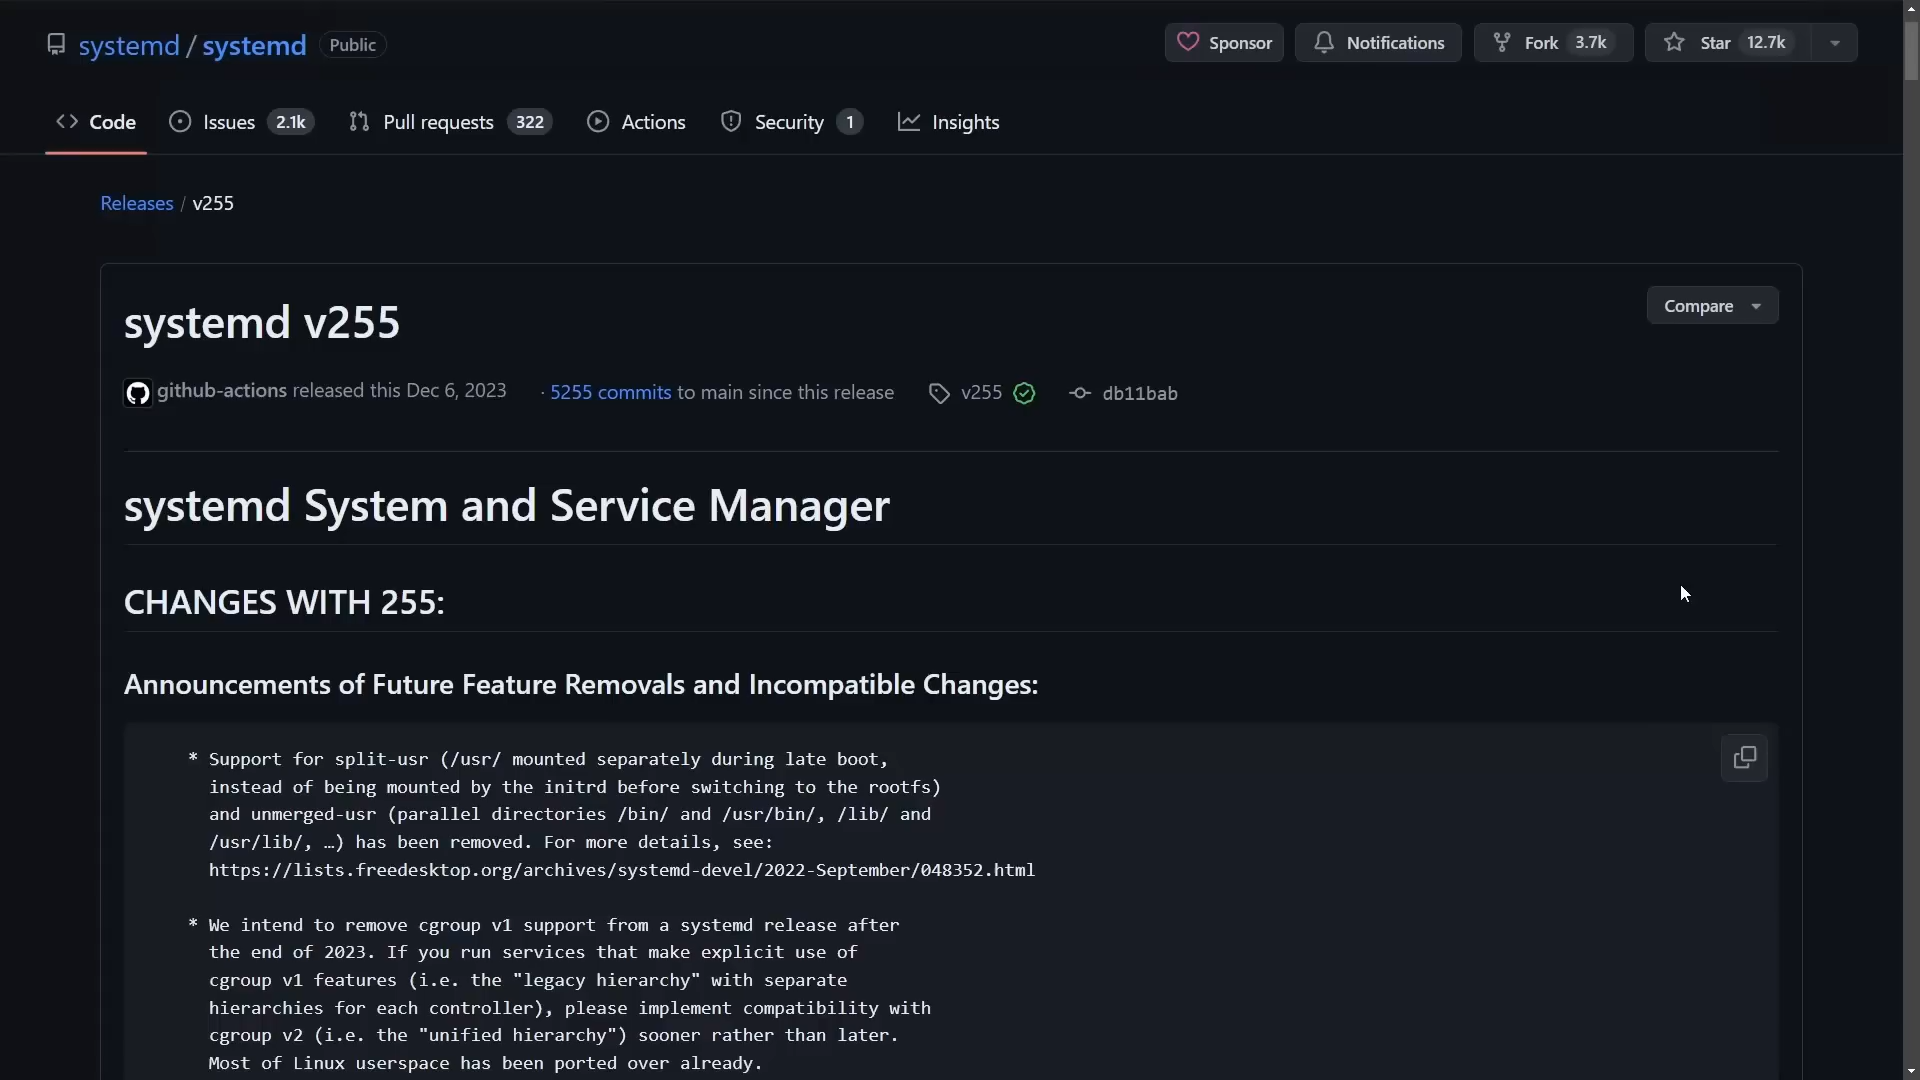 systemd / systemd Public Sponsor Notifications Fork 3.7k Star 12.7k
Code Issues 2.1k Pull requests 322 Actions Security 1 Insights
Releases / v255
systemd v255 Compare
github-actions released this Dec 6, 2023 · 5255 commits to main since this release v255 db11bab
systemd System and Service Manager
CHANGES WITH 255:
Announcements of Future Feature Removals and Incompatible Changes:
* Support for split-usr (/usr/ mounted separately during late boot,
instead of being mounted by the initrd before switching to the rootfs)
and unmerged-usr (parallel directories /bin/ and /usr/bin/, /lib/ and
/usr/lib/, …) has been removed. For more details, see:
https://lists.freedesktop.org/archives/systemd-devel/2022-September/048352.html
* We intend to remove cgroup v1 support from a systemd release after
the end of 2023. If you run services that make explicit use of
cgroup v1 features (i.e. the "legacy hierarchy" with separate
hierarchies for each controller), please implement compatibility with
cgroup v2 (i.e. the "unified hierarchy") sooner rather than later.
Most of Linux userspace has been ported over already.